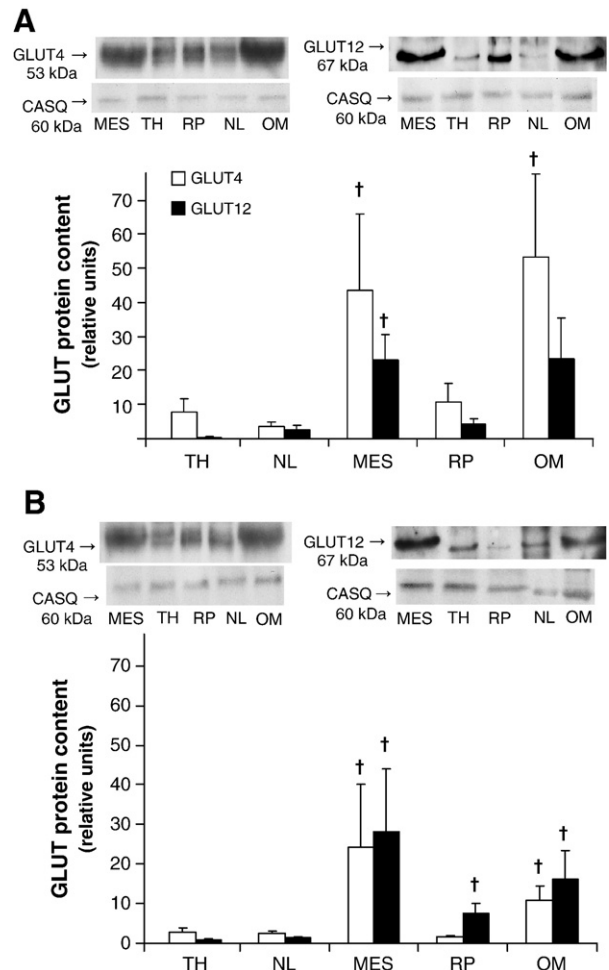 A
GLUT4 →
53 kDa
CASQ →
60 kDa
MES TH RP NL OM
GLUT12 →
67 kDa
CASQ →
60 kDa
MES TH RP NL OM
GLUT protein content
(relative units)
70
60
50
40
30
20
10
GLUT4
GLUT12
†
†
†
TH NL MES RP OM
B
GLUT4 →
53 kDa
CASQ →
60 kDa
MES TH RP NL OM
GLUT12 →
67 kDa
CASQ →
60 kDa
MES TH RP NL OM
GLUT protein content
(relative units)
70
60
50
40
30
20
10
0
†
†
†
†
†
TH NL MES RP OM